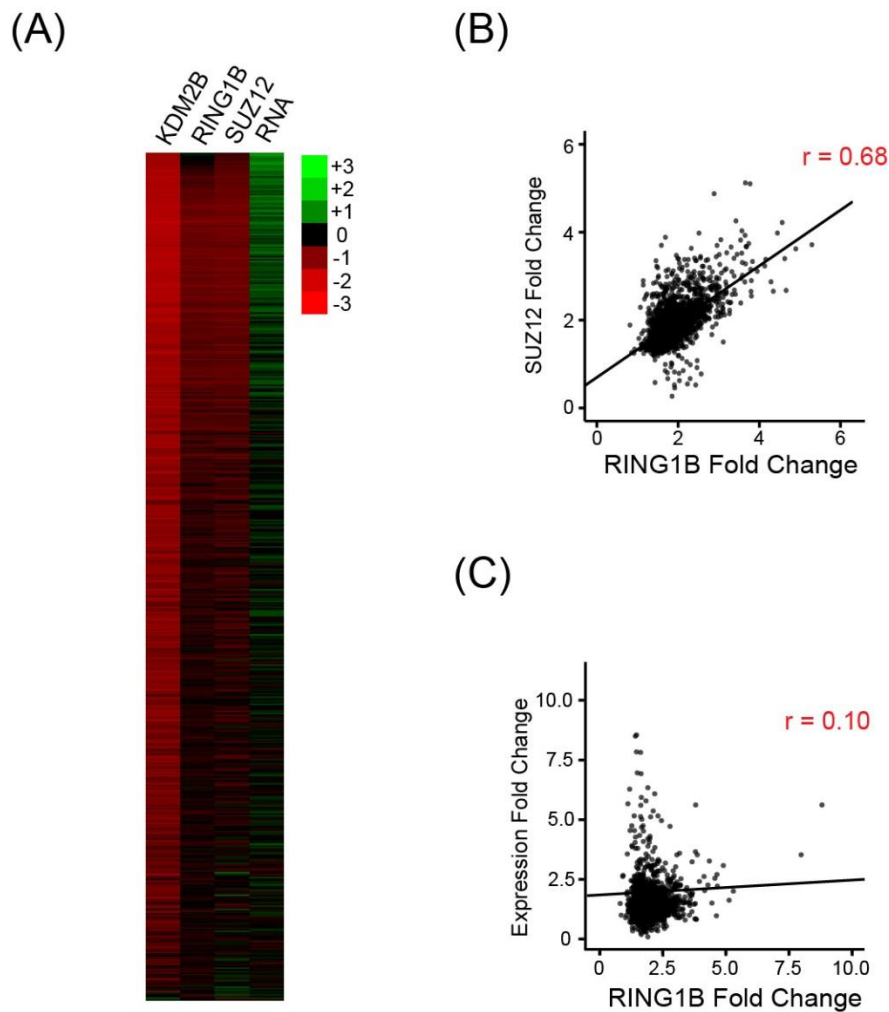 (A)
KDM2B
RING1B
SUZ12
RNA
+3
+2
+1
0
-1
-2
-3
(B)
r = 0.68
SUZ12 Fold Change
6
4
2
0
0 2 4 6
RING1B Fold Change
(C)
r = 0.10
Expression Fold Change
10.0
7.5
5.0
2.5
0
0 2.5 5.0 7.5 10.0
RING1B Fold Change